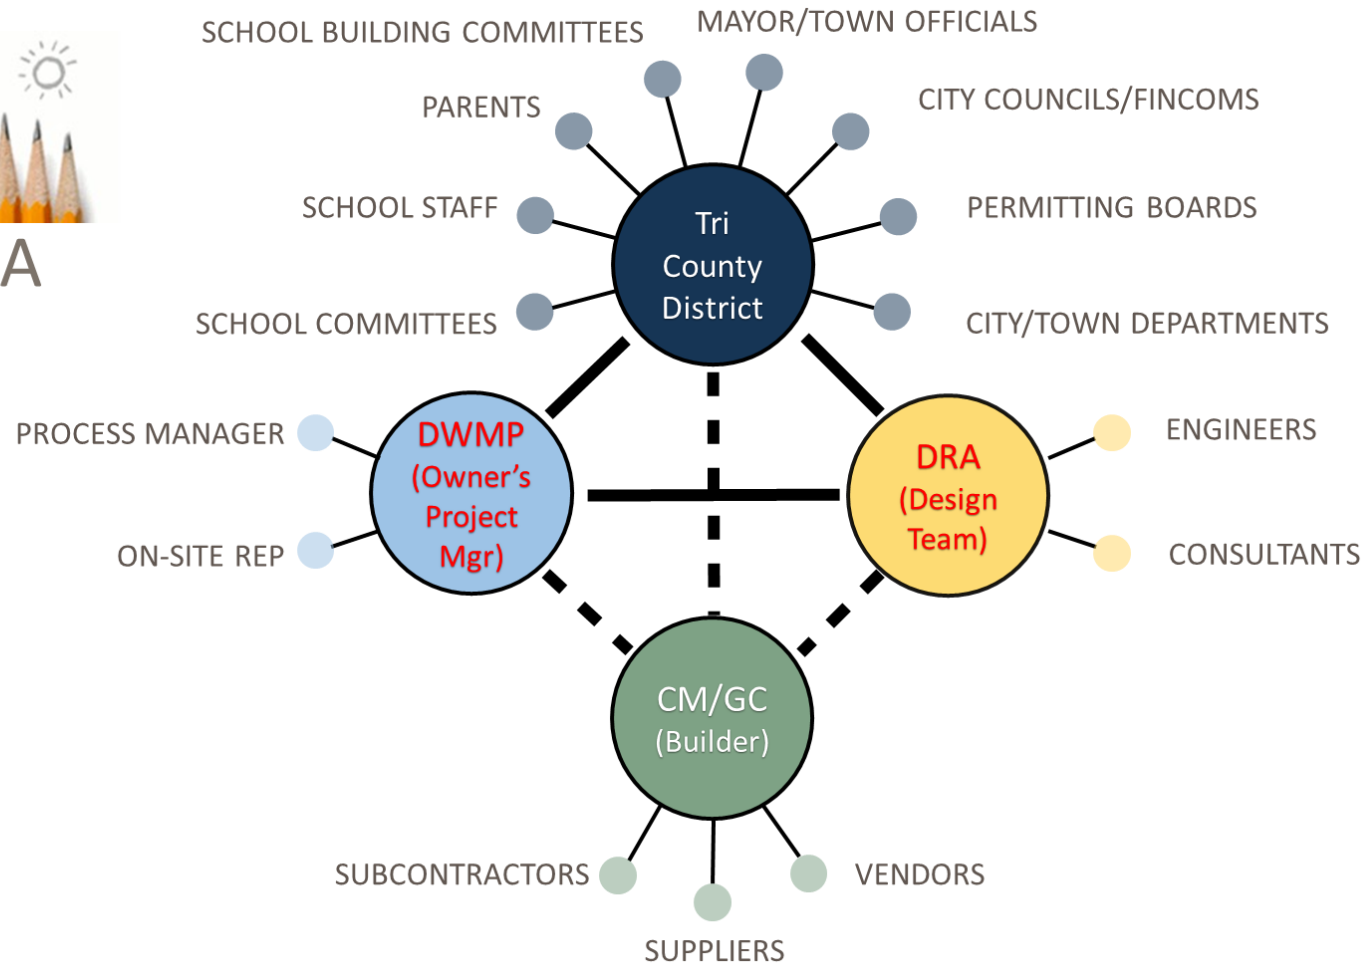 SCHOOL BUILDING COMMITTEES
MAYOR/TOWN OFFICIALS
PARENTS
CITY COUNCILS/FINCOMS
SCHOOL STAFF
PERMITTING BOARDS
SCHOOL COMMITTEES
CITY/TOWN DEPARTMENTS
A
Tri
County
District
PROCESS MANAGER
ON-SITE REP
DWMP
(Owner's
Project
Mgr)
DRA
(Design
Team)
ENGINEERS
CONSULTANTS
CM/GC
(Builder)
SUBCONTRACTORS
VENDORS
SUPPLIERS